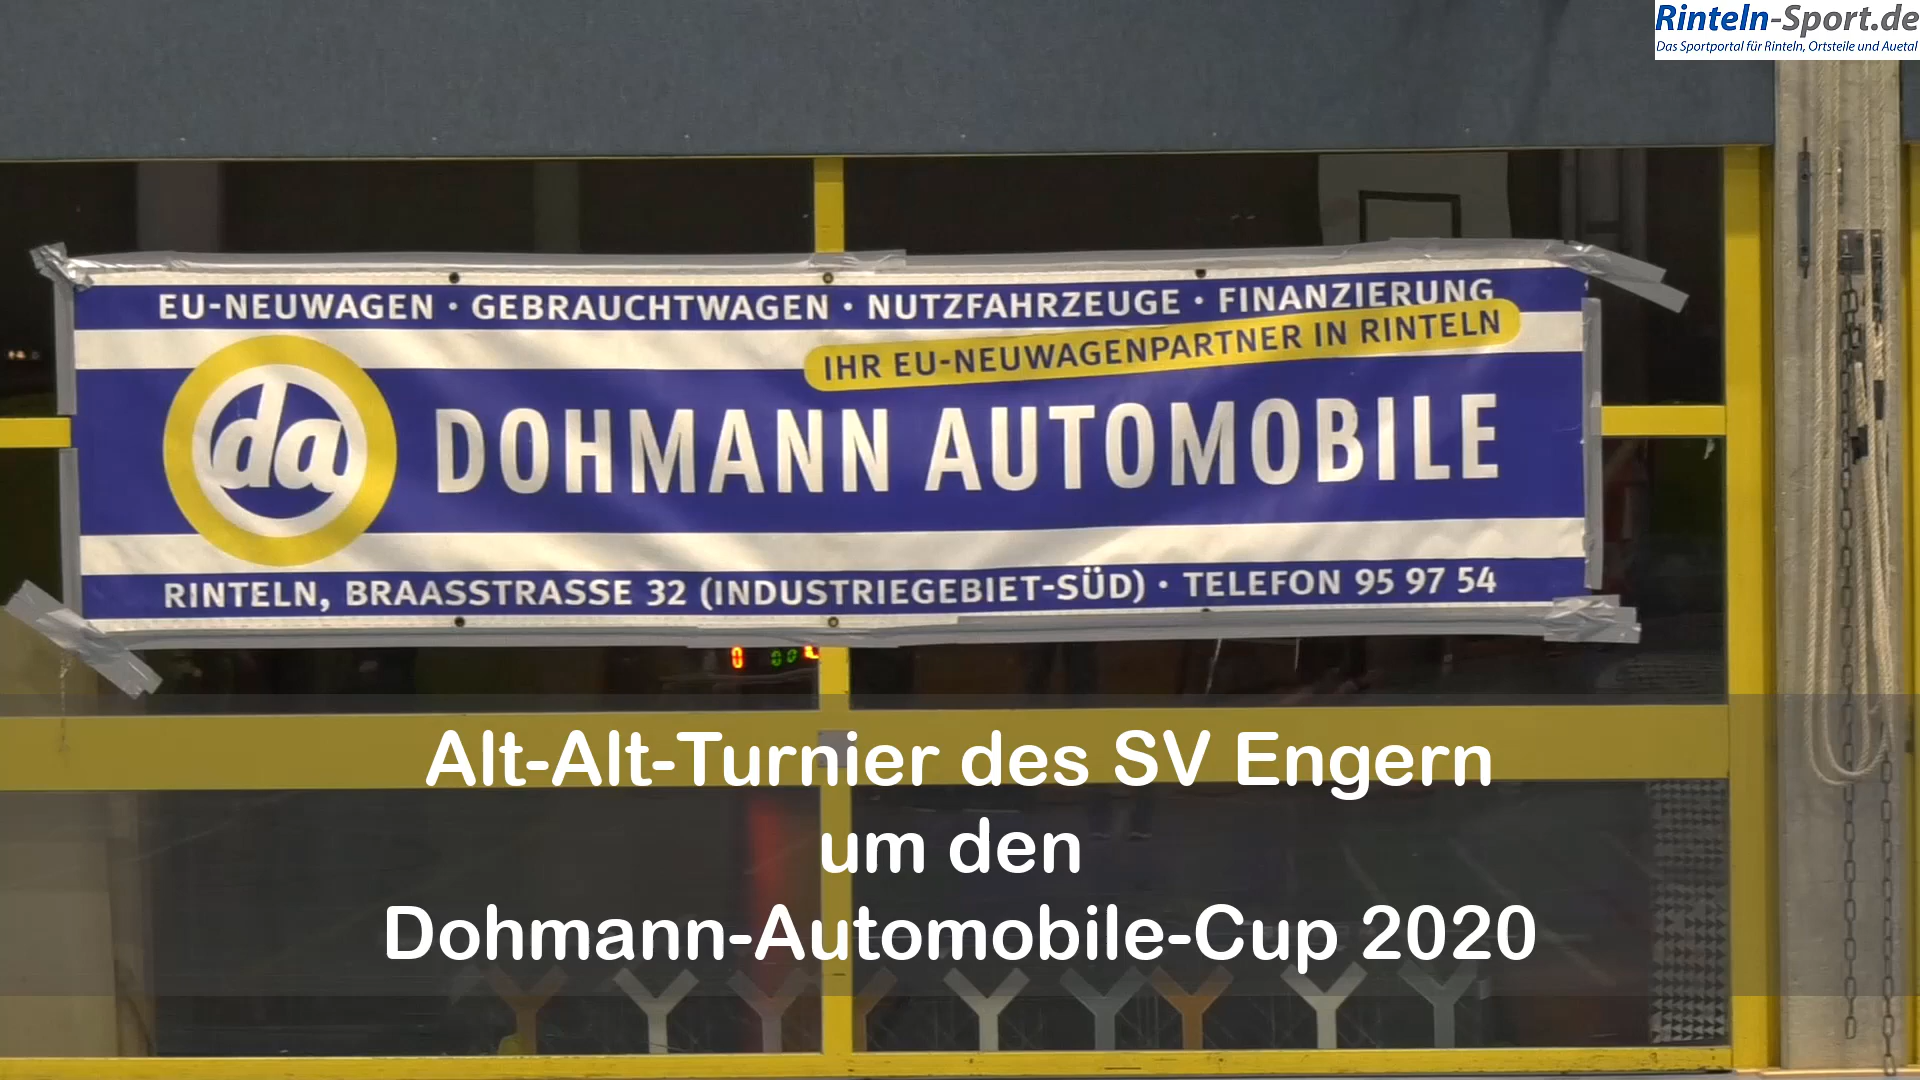 Rinteln-Sport.de
Das Sportportal für Rinteln, Ortsteile und Auetal
EU-NEUWAGEN · GEBRAUCHTWAGEN · NUTZFAHRZEUGE · FINANZIERUNG
IHR EU-NEUWAGENPARTNER IN RINTELN
da DOHMANN AUTOMOBILE
RINTELN, BRAASSTRASSE 32 (INDUSTRIEGEBIET-SÜD) · TELEFON 95 97 54
Alt-Alt-Turnier des SV Engern
um den
Dohmann-Automobile-Cup 2020